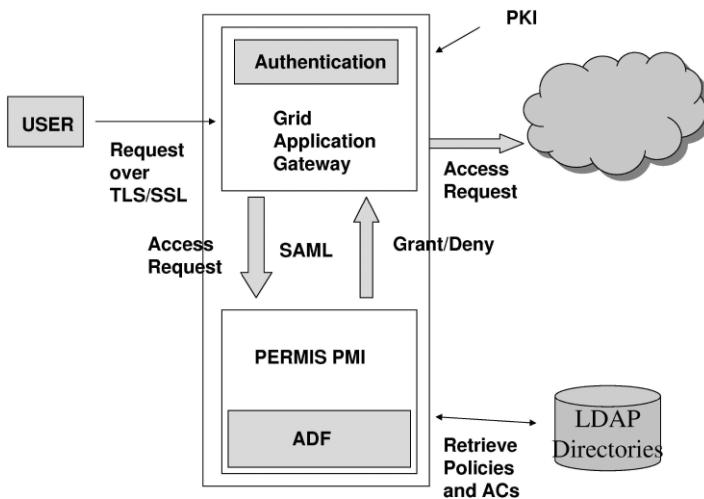 PKI
Authentication
USER
Grid
Application
Gateway
Request
over
TLS/SSL
Access
Request
Access
Request
SAML
Grant/Deny
PERMIS PMI
ADF
LDAP
Directories
Retrieve
Policies
and ACs